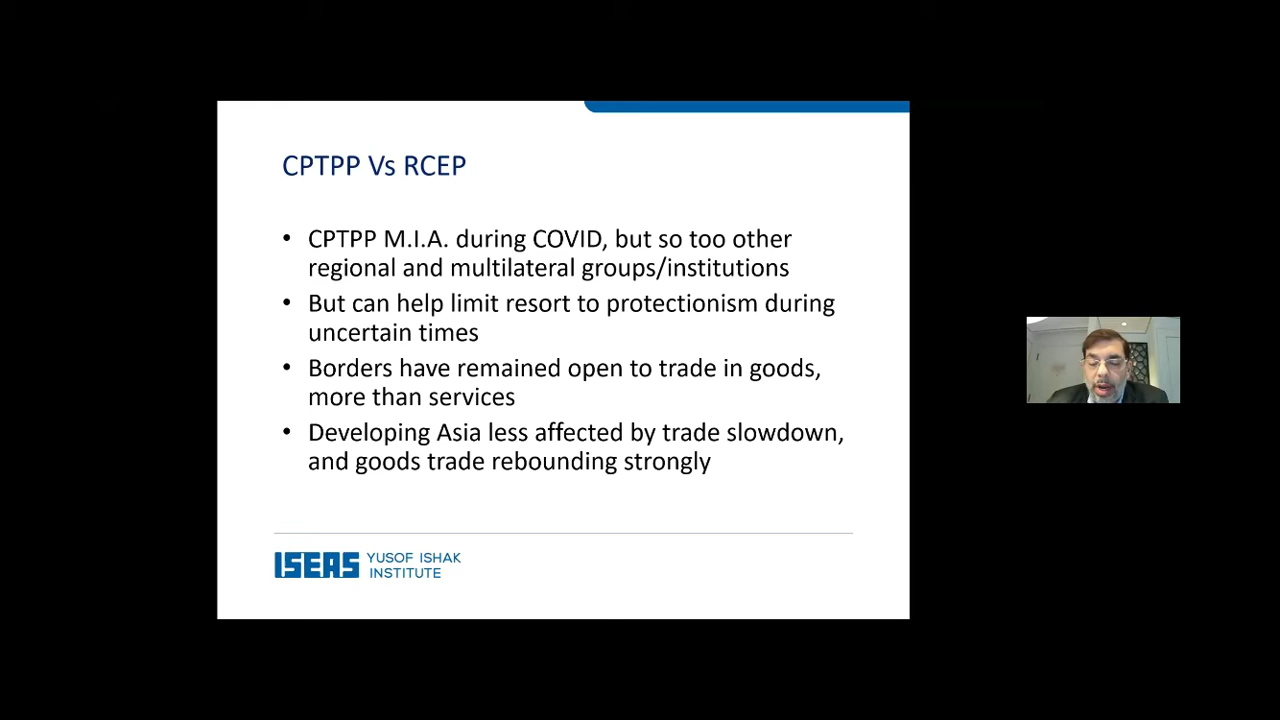 CPTPP Vs RCEP
• CPTPP M.I.A. during COVID, but so too other
regional and multilateral groups/institutions
• But can help limit resort to protectionism during
uncertain times
• Borders have remained open to trade in goods,
more than services
• Developing Asia less affected by trade slowdown,
and goods trade rebounding strongly
ISEAS YUSOF ISHAK
INSTITUTE